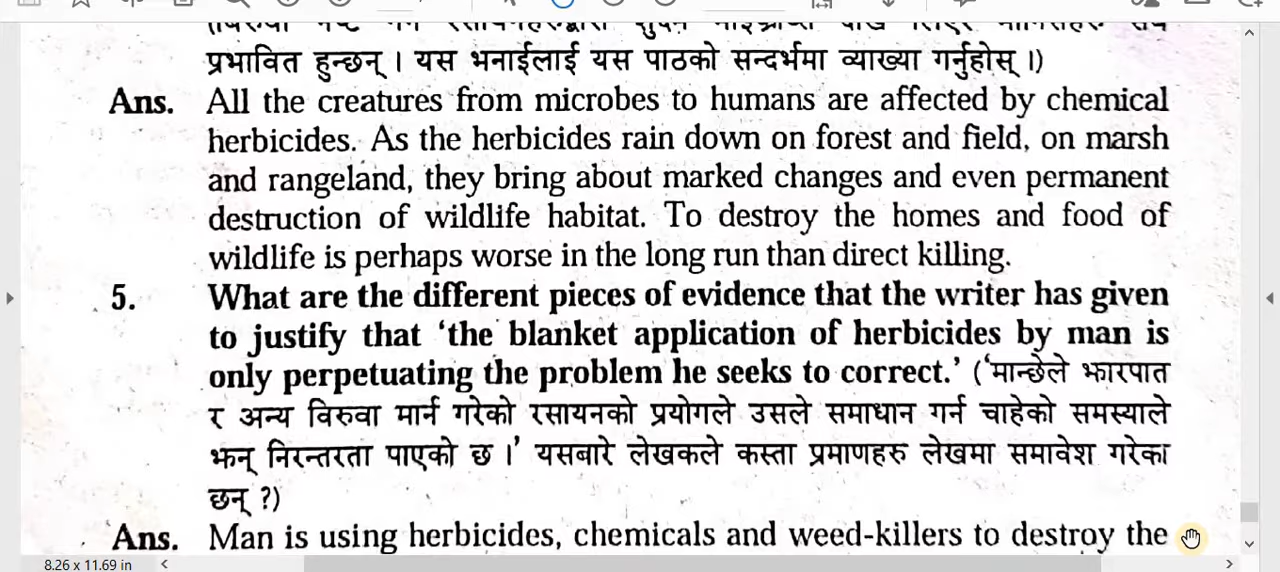 प्रभावित हुन्छन् । यस भनाईलाई यस पाठको सन्दर्भमा व्याख्या गर्नुहोस् ।)
Ans. All the creatures from microbes to humans are affected by chemical
herbicides. As the herbicides rain down on forest and field, on marsh
and rangeland, they bring about marked changes and even permanent
destruction of wildlife habitat. To destroy the homes and food of
wildlife is perhaps worse in the long run than direct killing.
5. What are the different pieces of evidence that the writer has given
to justify that ‘the blanket application of herbicides by man is
only perpetuating the problem he seeks to correct.’ (‘मान्छेले झारपात
र अन्य विरुवा मार्न गरेको रसायनको प्रयोगले उसले समाधान गर्न चाहेको समस्याले
झन् निरन्तरता पाएको छ ।’ यसबारे लेखकले कस्ता प्रमाणहरु लेखमा समावेश गरेका
छन् ?)
Ans. Man is using herbicides, chemicals and weed-killers to destroy the
8.26 x 11.69 in